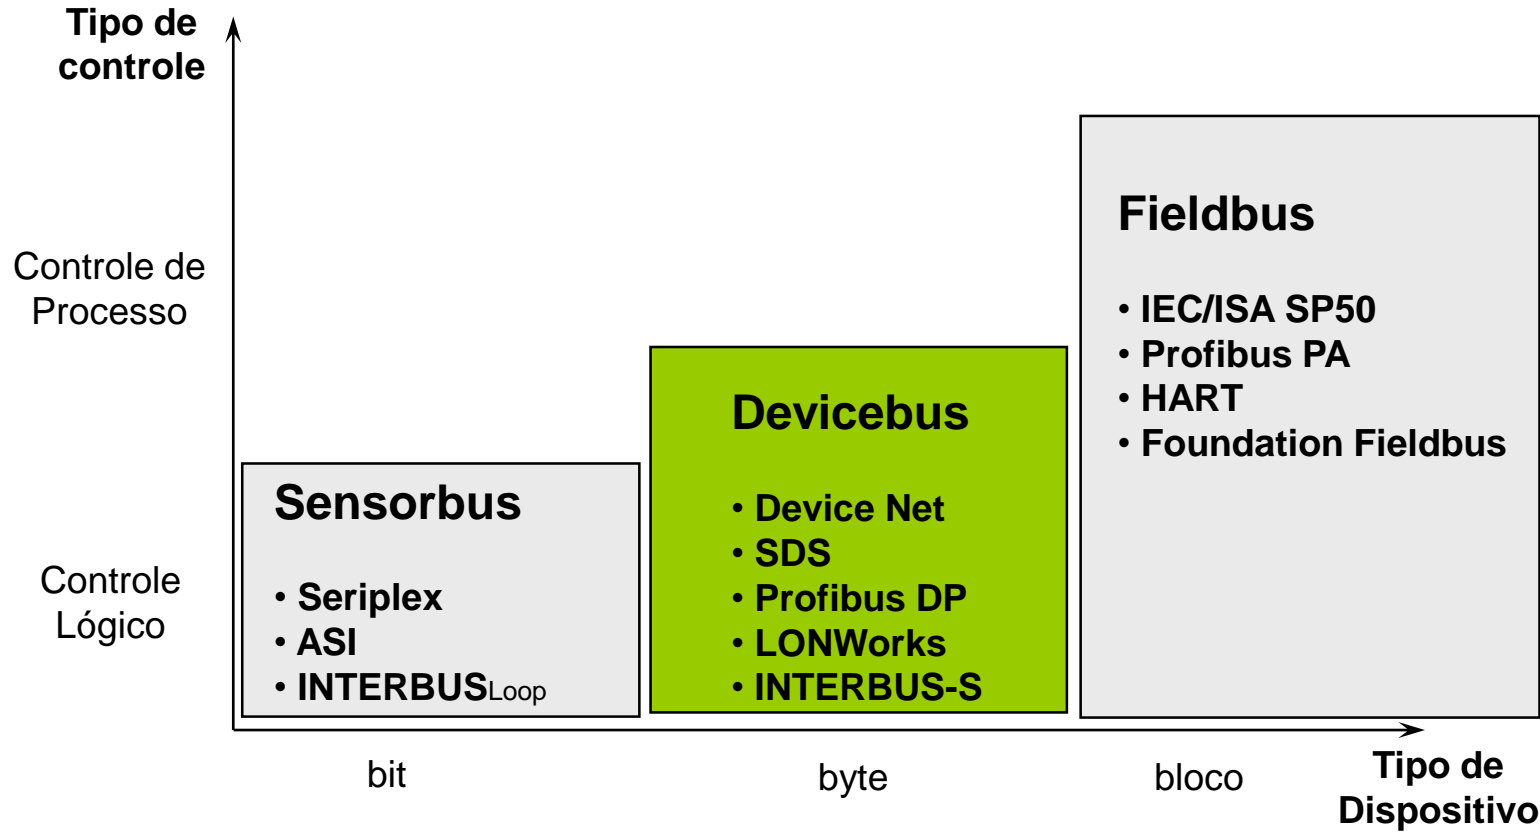 Tipo de
controle
Controle de
Processo
Controle
Lógico
Sensorbus
• Seriplex
• ASI
• INTERBUSLoop
Devicebus
• Device Net
• SDS
• Profibus DP
• LONWorks
• INTERBUS-S
Fieldbus
• IEC/ISA SP50
• Profibus PA
• HART
• Foundation Fieldbus
bit
byte
bloco
Tipo de
Dispositivo